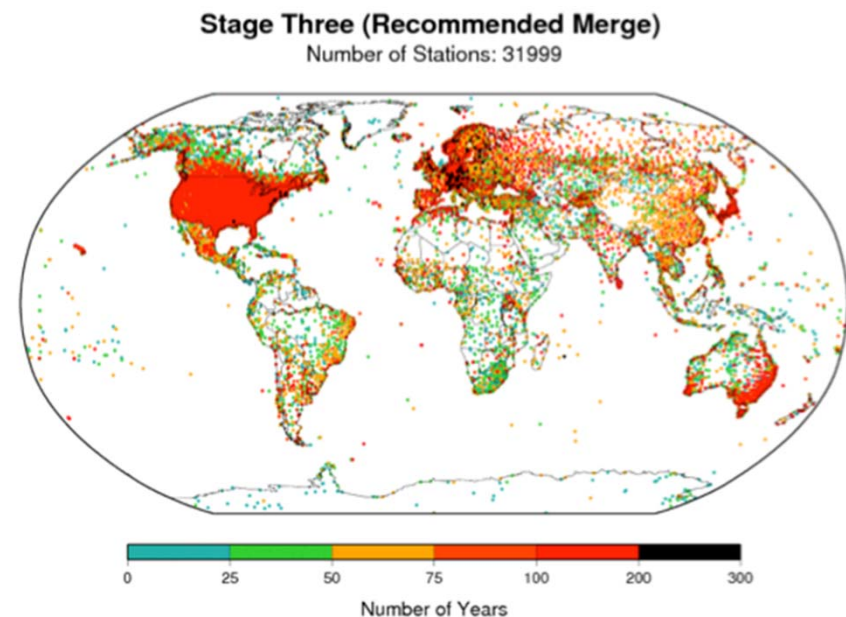 Stage Three (Recommended Merge)
Number of Stations: 31999
0 25 50 75 100 200 300
Number of Years